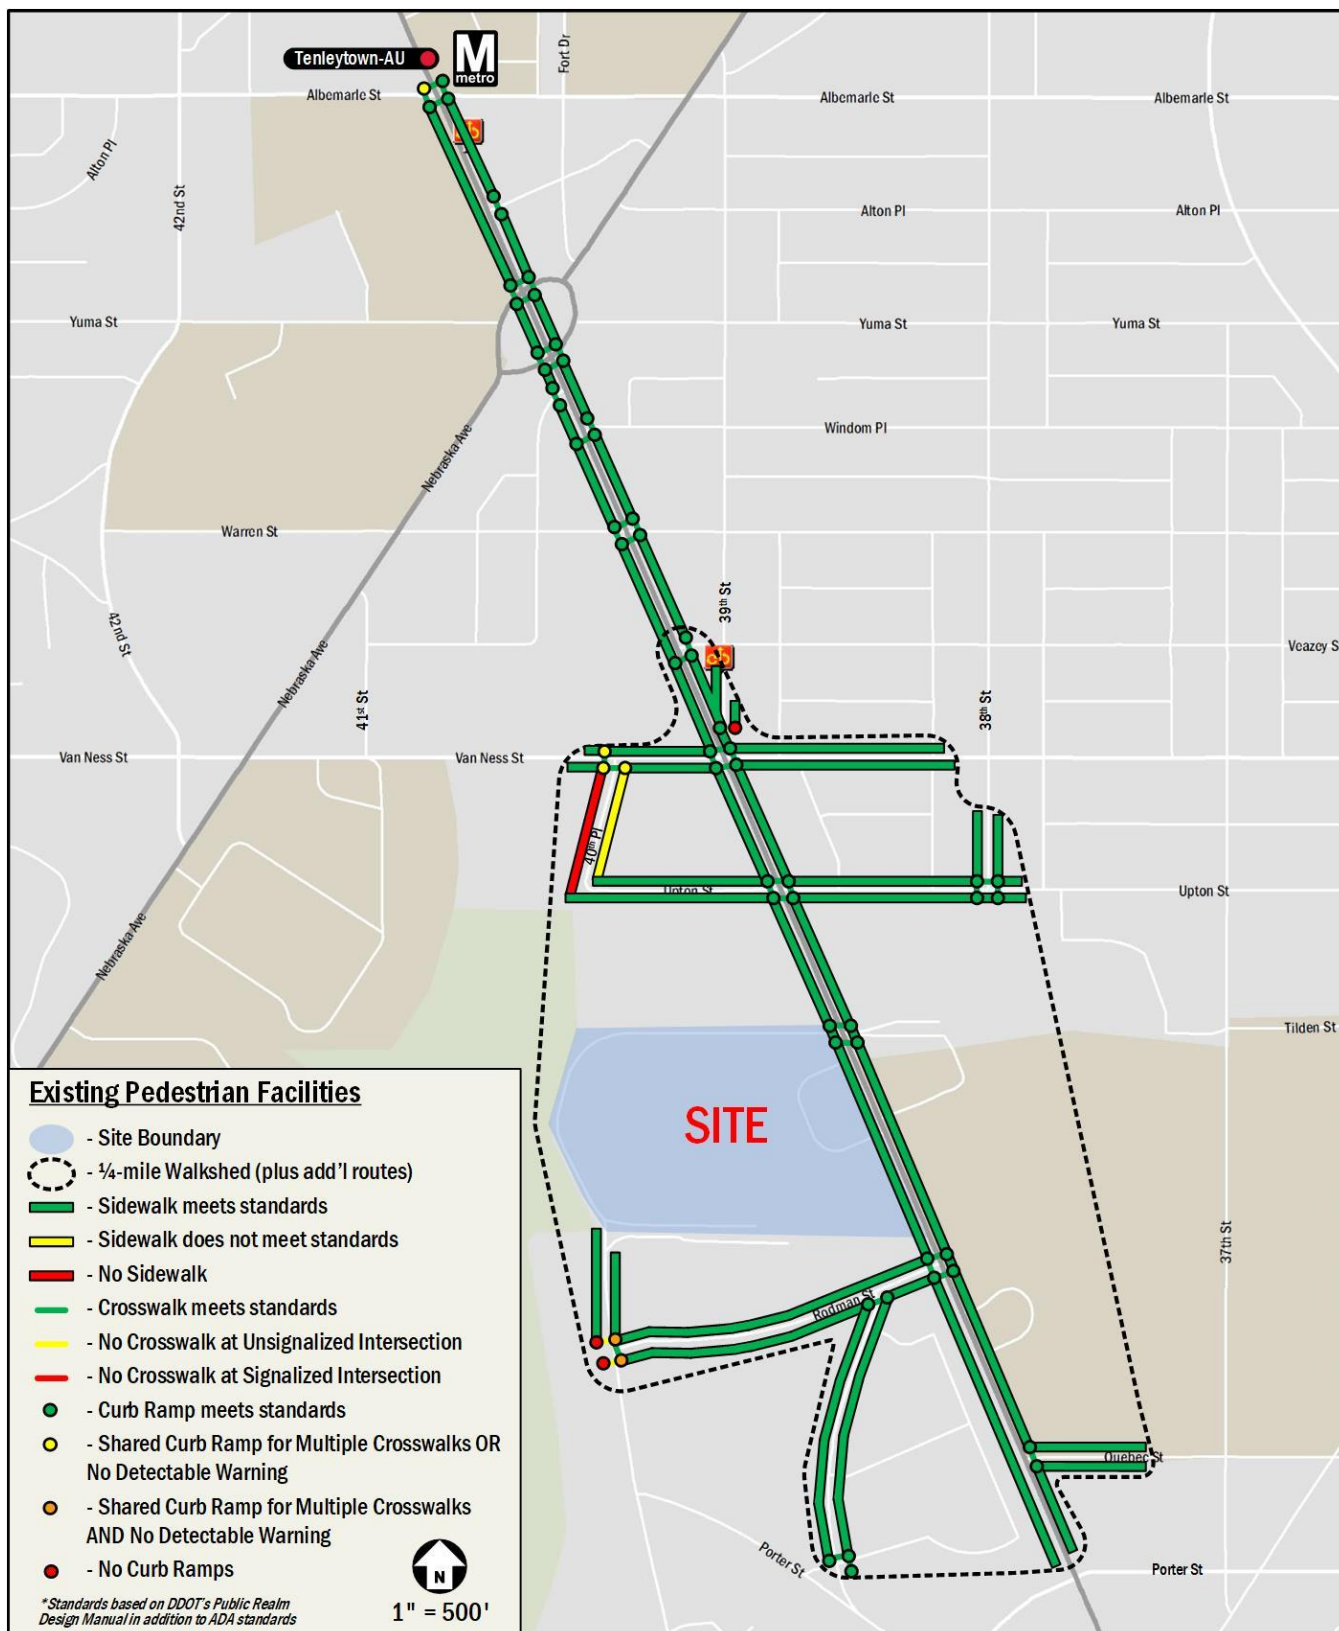 Tenleytown-AU
M
metro
Fort Dr
Albemarle St
Albemarle St
Albemarle St
Alton Pl
42nd St
Alton Pl
Alton Pl
Yuma St
Yuma St
Yuma St
Nebraska Ave
Windom Pl
Warren St
42nd St
Nebraska Ave
39th St
Veazey S
41st St
38th St
Van Ness St
Van Ness St
40th Pl
Upton St
Upton St
Nebraska Ave
Tilden St
SITE
37th St
Rodman St
Quebec St
Porter St
Porter St
Existing Pedestrian Facilities
- Site Boundary
- ¼-mile Walkshed (plus add'l routes)
- Sidewalk meets standards
- Sidewalk does not meet standards
- No Sidewalk
- Crosswalk meets standards
- No Crosswalk at Unsignalized Intersection
- No Crosswalk at Signalized Intersection
- Curb Ramp meets standards
- Shared Curb Ramp for Multiple Crosswalks OR
No Detectable Warning
- Shared Curb Ramp for Multiple Crosswalks
AND No Detectable Warning
- No Curb Ramps
N
*Standards based on DDOT's Public Realm
Design Manual in addition to ADA standards
1" = 500'